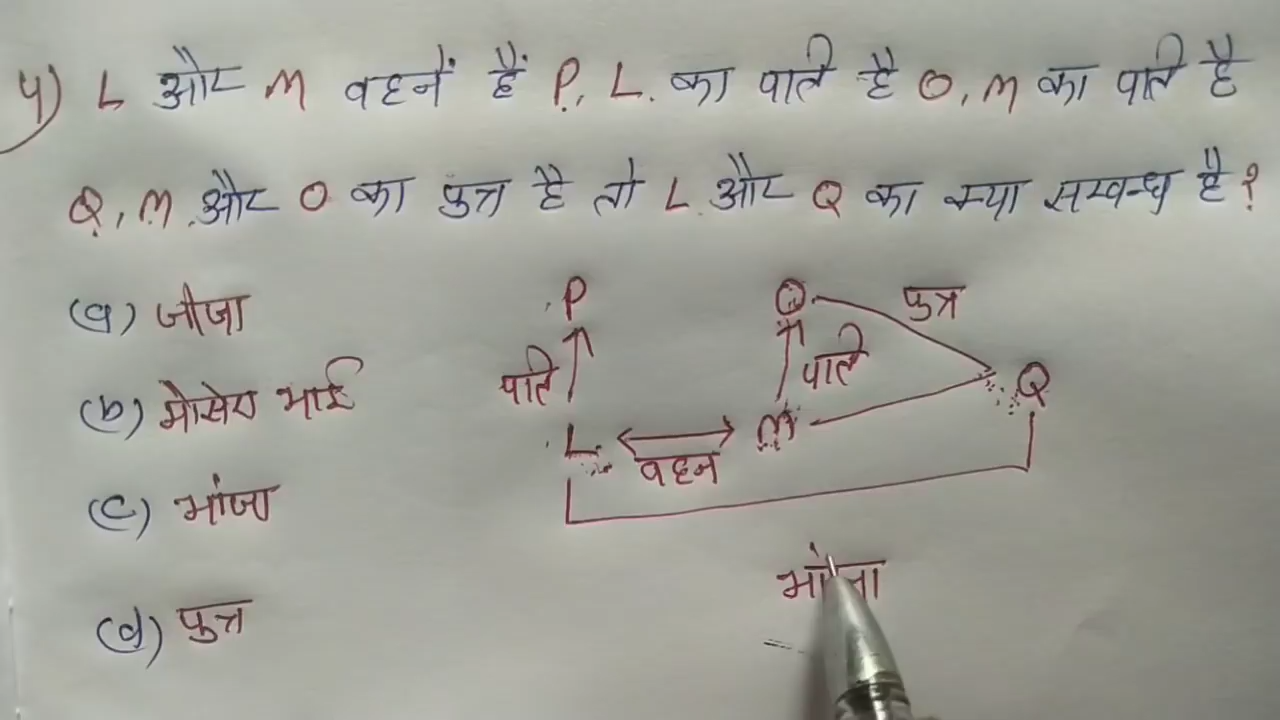 4) L और M बहनें हैं P, L. का पति है O, M का पति है
Q, M और O का पुत्र है तो L और Q का क्या सम्बन्ध है ?
(a) जीजा
(b) मौसेरा भाई
(c) भांजा
(d) पुत्र
P
O
पुत्र
पति
पति
Q
L
बहन
M